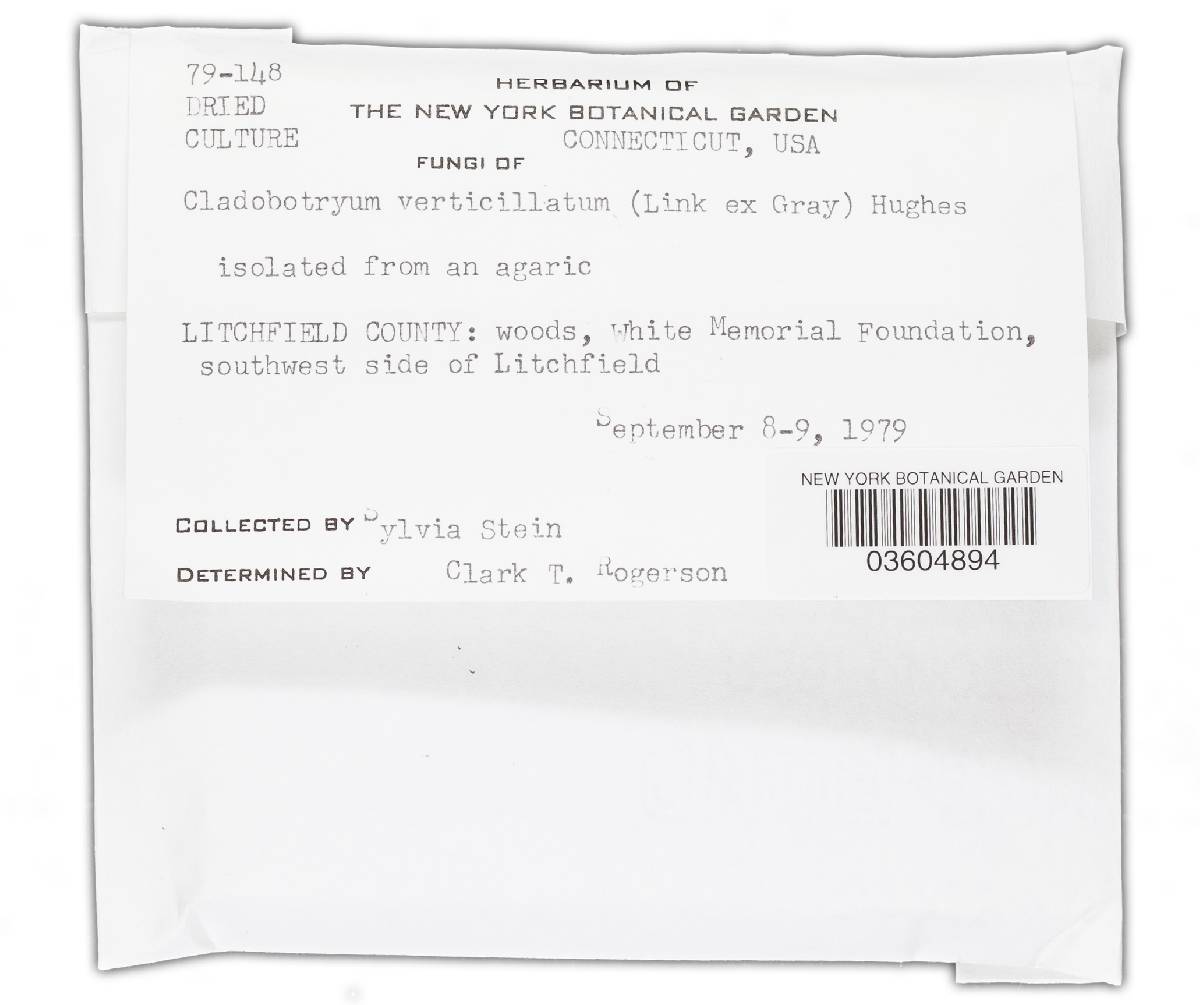 79-148
DRIED
CULTURE
HERBARIUM OF
THE NEW YORK BOTANICAL GARDEN
CONNECTICUT, USA
FUNGI OF
Cladobotryum verticillatum (Link ex Gray) Hughes
isolated from an agaric
LITCHFIELD COUNTY: woods, White Memorial Foundation,
southwest side of Litchfield
September 8-9, 1979
NEW YORK BOTANICAL GARDEN
03604894
COLLECTED BY Sylvia Stein
DETERMINED BY Clark T. Rogerson